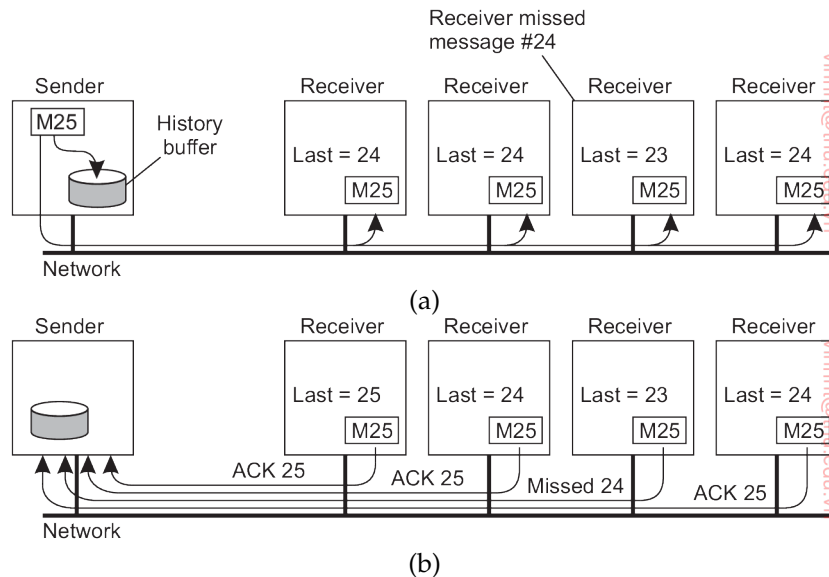 Receiver missed
message #24
Sender
Receiver
Receiver
Receiver
Receiver
M25
History
buffer
Last = 24
Last = 24
Last = 23
Last = 24
M25
M25
M25
M25
Network
(a)
Sender
Receiver
Receiver
Receiver
Receiver
Last = 25
Last = 24
Last = 23
Last = 24
M25
M25
M25
M25
ACK 25
ACK 25
Missed 24
ACK 25
Network
(b)